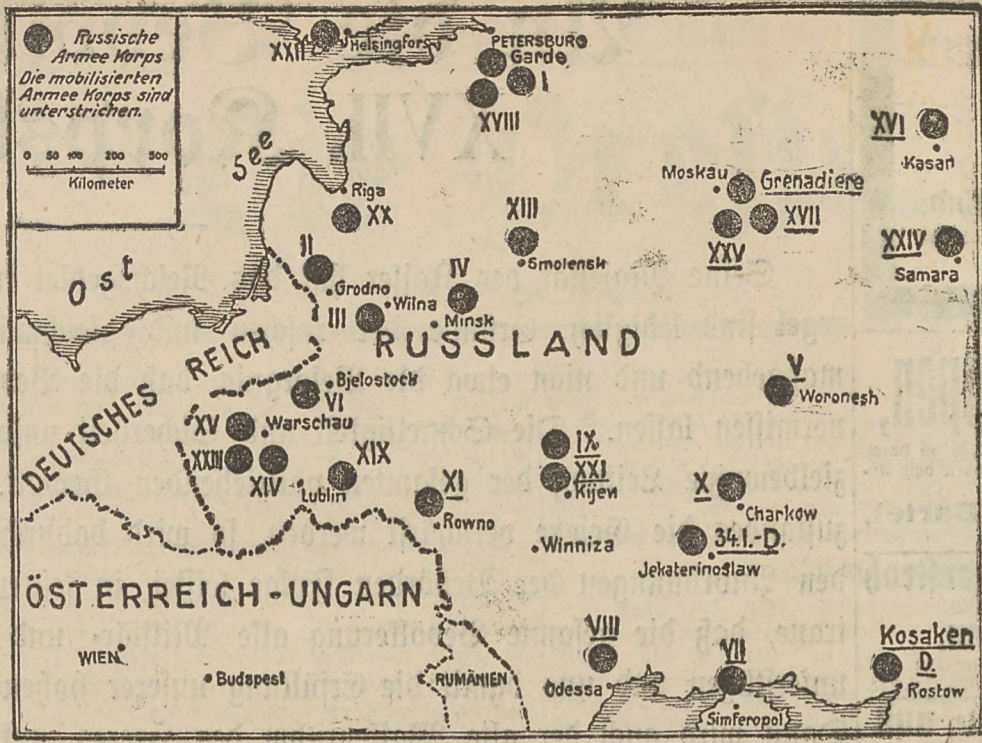 Russische
Armee Korps
Die mobilisierten
Armee Korps sind
unterstrichen.
0 50 100 200 500
Kilometer
XXII
Helsingfors
PETERSBURG
Garde
I
XVIII
XVI
Kasan
See
Riga
XX
XIII
Smolensk
Moskau
Grenadiere
XVII
XXV
XXIV
Samara
Ost
II
Grodno
III
Wilna
IV
Minsk
RUSSLAND
DEUTSCHES REICH
Bjelostock
VI
V
Woronesh
XV
Warschau
XXIII
XIV
Lublin
XIX
XI
Rowno
IX
XXI
Kijew
X
Charkow
34.I.-D.
Jekaterinoslaw
Winniza
ÖSTERREICH-UNGARN
WIEN
Budapest
RUMÄNIEN
VIII
Odessa
VII
Simferopol
Kosaken
D.
Rostow